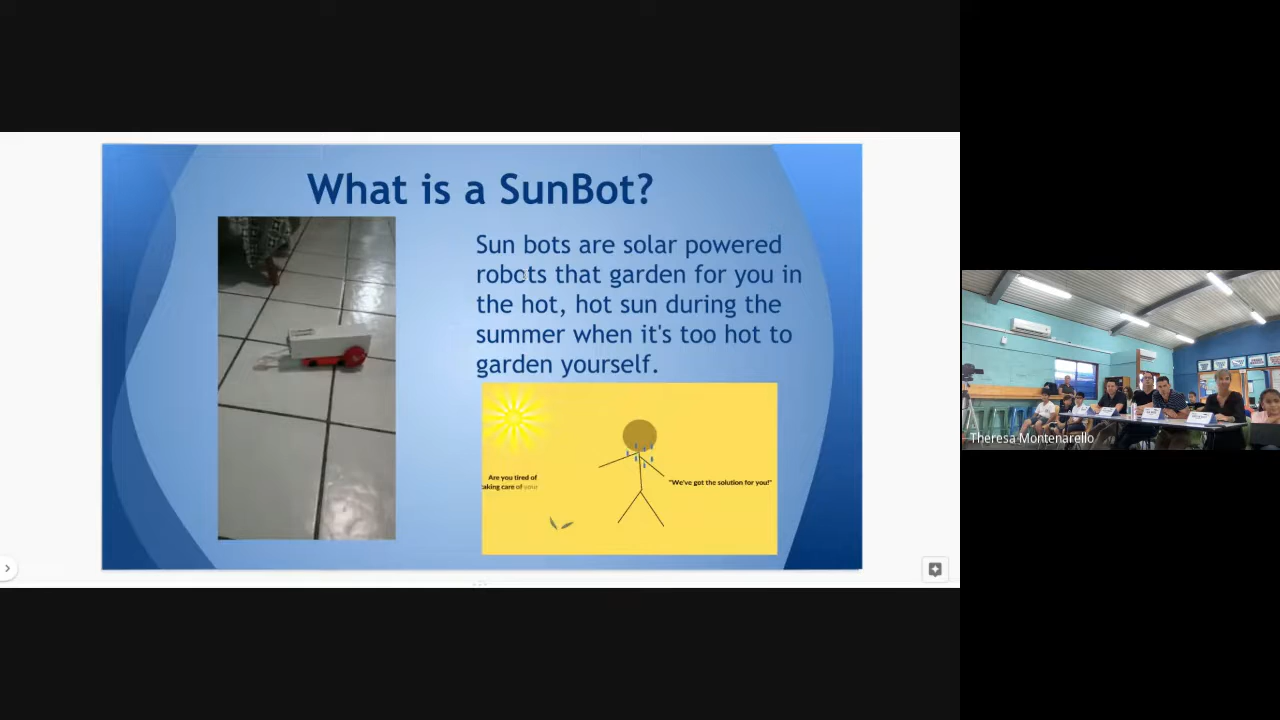 What is a SunBot?
Sun bots are solar powered
robots that garden for you in
the hot, hot sun during the
summer when it's too hot to
garden yourself.
Are you tired of
taking care of your
"We've got the solution for you!"
Theresa Montenarello